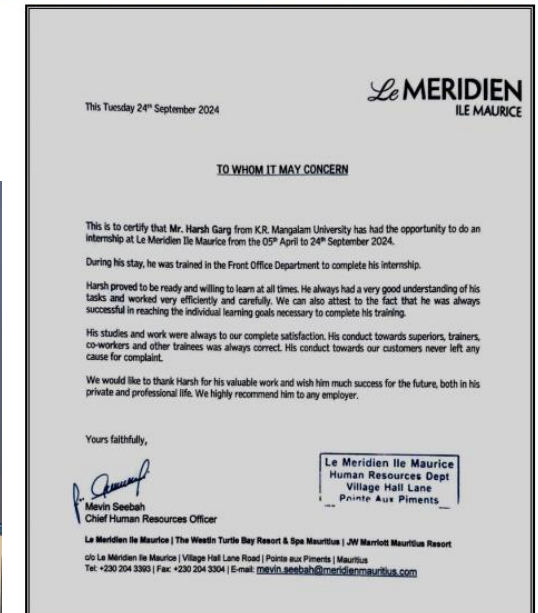 Le MERIDIEN
ILE MAURICE
This Tuesday 24th September 2024
TO WHOM IT MAY CONCERN
This is to certify that Mr. Harsh Garg from K.R. Mangalam University has had the opportunity to do an
internship at Le Meridien Ile Maurice from the 05th April to 24th September 2024.
During his stay, he was trained in the Front Office Department to complete his internship.
Harsh proved to be ready and willing to learn at all times. He always had a very good understanding of his
tasks and worked very efficiently and carefully. We can also attest to the fact that he was always
successful in reaching the individual learning goals necessary to complete his training.
His studies and work were always to our complete satisfaction. His conduct towards superiors, trainers,
co-workers and other trainees was always correct. His conduct towards our customers never left any
cause for complaint.
We would like to thank Harsh for his valuable work and wish him much success for the future, both in his
private and professional life. We highly recommend him to any employer.
Yours faithfully,
Le Meridien Ile Maurice
Human Resources Dept
Village Hall Lane
Pointe Aux Piments
Mevin Seebah
Chief Human Resources Officer
Le Meridien Ile Maurice | The Westin Turtle Bay Resort & Spa Mauritius | JW Marriott Mauritius Resort
c/o Le Méridien Ile Maurice | Village Hall Lane Road | Pointe aux Piments | Mauritius
Tel: +230 204 3393 | Fax: +230 204 3304 | E-mail: mevin.seebah@meridienmauritius.com